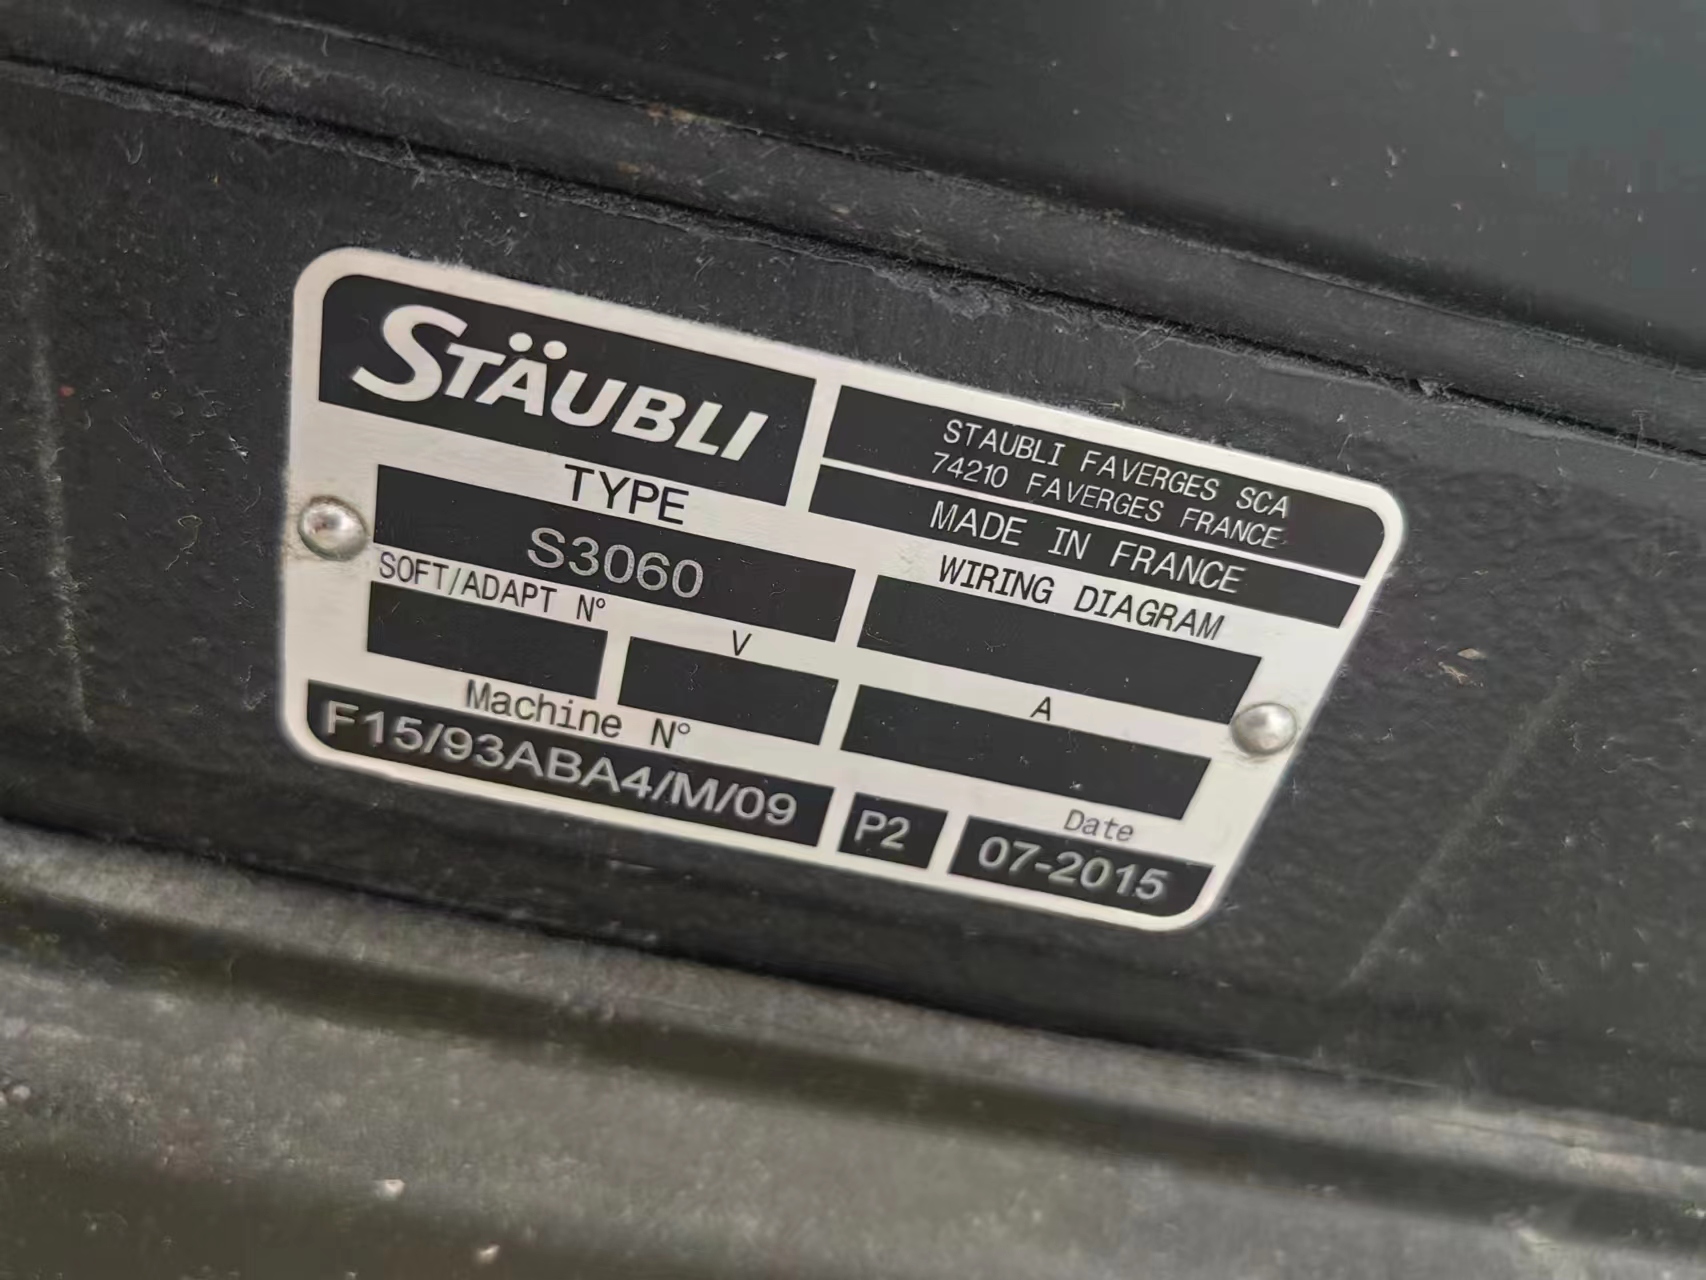 STÄUBLI
STAUBLI FAVERGES SCA
74210 FAVERGES FRANCE
MADE IN FRANCE
TYPE
S3060
WIRING DIAGRAM
SOFT/ADAPT N°
V
A
Machine N°
F15/93ABA4/M/09
P2
Date
07-2015